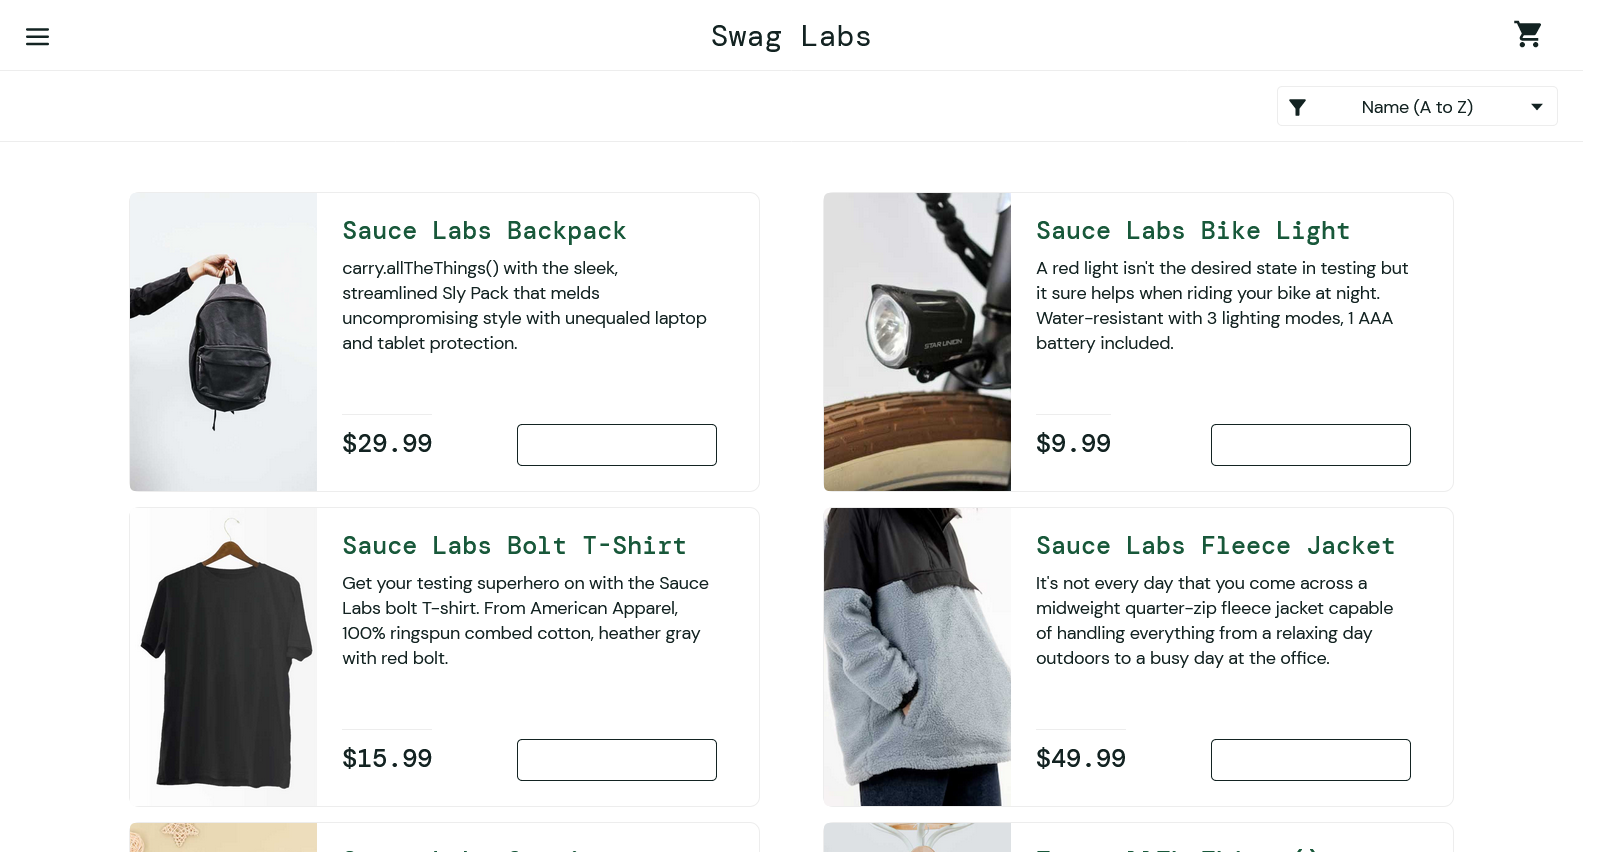 Swag Labs
Name (A to Z)
Sauce Labs Backpack
carry.allTheThings() with the sleek,
streamlined Sly Pack that melds
uncompromising style with unequaled laptop
and tablet protection.
$29.99
Sauce Labs Bike Light
A red light isn't the desired state in testing but
it sure helps when riding your bike at night.
Water-resistant with 3 lighting modes, 1 AAA
battery included.
STAR UNION
$9.99
Sauce Labs Bolt T-Shirt
Get your testing superhero on with the Sauce
Labs bolt T-shirt. From American Apparel,
100% ringspun combed cotton, heather gray
with red bolt.
$15.99
Sauce Labs Fleece Jacket
It's not every day that you come across a
midweight quarter-zip fleece jacket capable
of handling everything from a relaxing day
outdoors to a busy day at the office.
$49.99